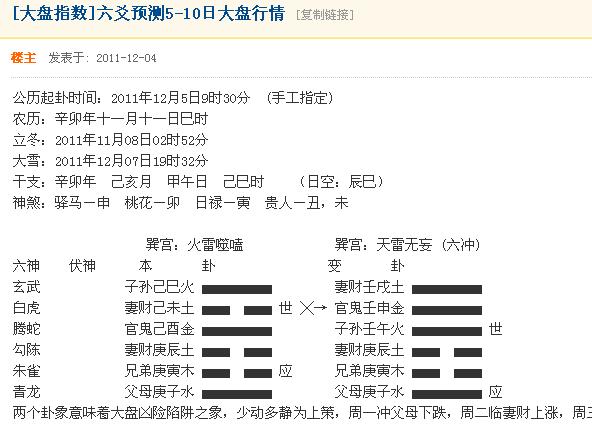 [大盘指数]六爻预测5-10日大盘行情 [复制链接]
楼主 发表于: 2011-12-04
公历起卦时间: 2011年12月5日9时30分 (手工指定)
农历: 辛卯年十一月十一日巳时
立冬: 2011年11月08日02时52分
大雪: 2011年12月07日19时32分
干支: 辛卯年 己亥月 甲午日 己巳时 (日空: 辰巳)
神煞: 驿马—申 桃花—卯 日禄—寅 贵人—丑, 未
巽宫: 火雷噬嗑 巽宫: 天雷无妄 (六冲)
六神 伏神 本 卦 变 卦
玄武 子孙己巳火 妻财壬戌土
白虎 妻财己未土 世 ╳→ 官鬼壬申金
腾蛇 官鬼己酉金 子孙壬午火 世
勾陈 妻财庚辰土 妻财庚辰土
朱雀 兄弟庚寅木 应 兄弟庚寅木
青龙 父母庚子水 父母庚子水 应
两个卦象意味着大盘凶险陷阱之象, 少动多静为上策, 周一冲父母下跌, 周二临妻财上涨, 周三